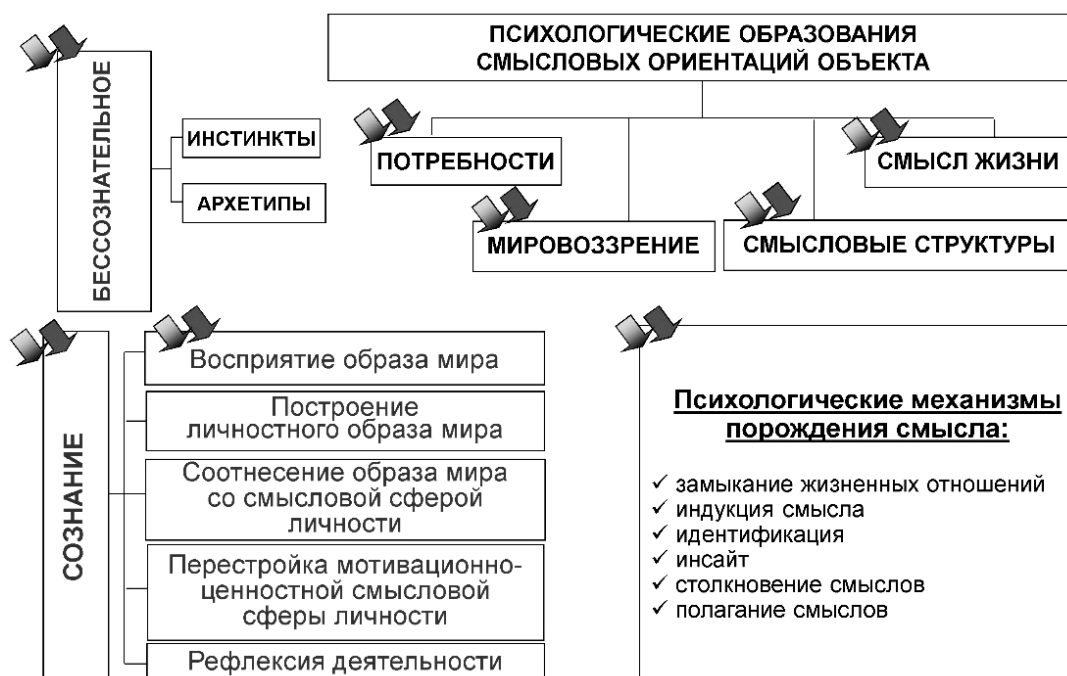 ПСИХОЛОГИЧЕСКИЕ ОБРАЗОВАНИЯ
СМЫСЛОВЫХ ОРИЕНТАЦИЙ ОБЪЕКТА
БЕССОЗНАТЕЛЬНОЕ
ИНСТИНКТЫ
АРХЕТИПЫ
ПОТРЕБНОСТИ
СМЫСЛ ЖИЗНИ
МИРОВОЗЗРЕНИЕ
СМЫСЛОВЫЕ СТРУКТУРЫ
СОЗНАНИЕ
Восприятие образа мира
Построение
личностного образа мира
Соотнесение образа мира
со смысловой сферой
личности
Перестройка мотивационно-
ценностной смысловой
сферы личности
Рефлексия деятельности
Психологические механизмы
порождения смысла:
✓ замыкание жизненных отношений
✓ индукция смысла
✓ идентификация
✓ инсайт
✓ столкновение смыслов
✓ полагание смыслов